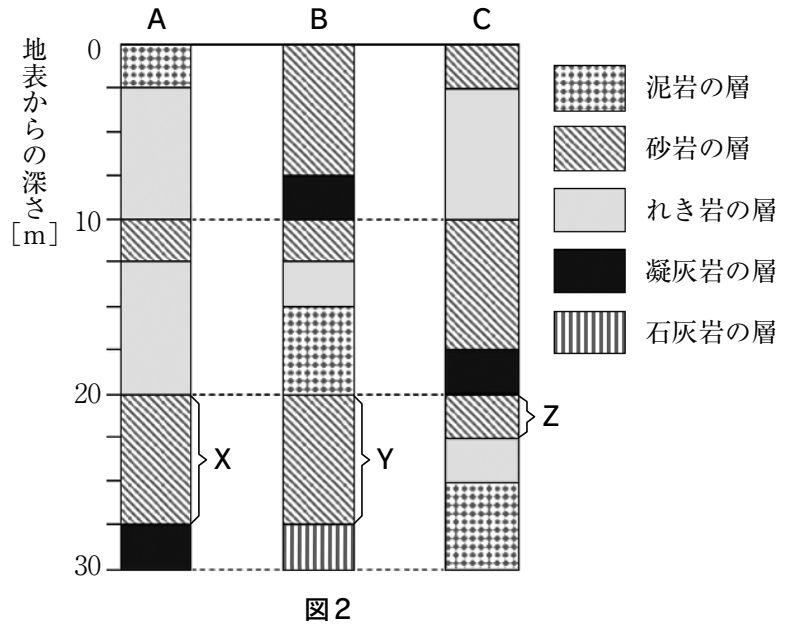 A B C
地表からの深さ
[m]
0
10
20
30
X
Y
Z
泥岩の層
砂岩の層
れき岩の層
凝灰岩の層
石灰岩の層
図2